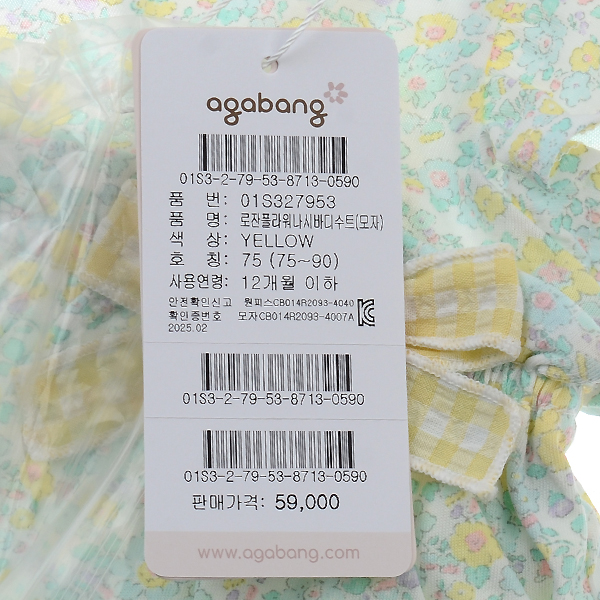 agabang
01S3-2-79-53-8713-0590
품 번: 01S327953
품 명: 로잔플라워나시바디수트(모자)
색 상: YELLOW
호 칭: 75 (75~90)
사용연령: 12개월 이하
안전확인신고 원피스CB014R2093-4040
확인증번호 모자CB014R2093-4007A
2025.02
01S3-2-79-53-8713-0590
01S3-2-79-53-8713-0590
판매가격: 59,000
www.agabang.com